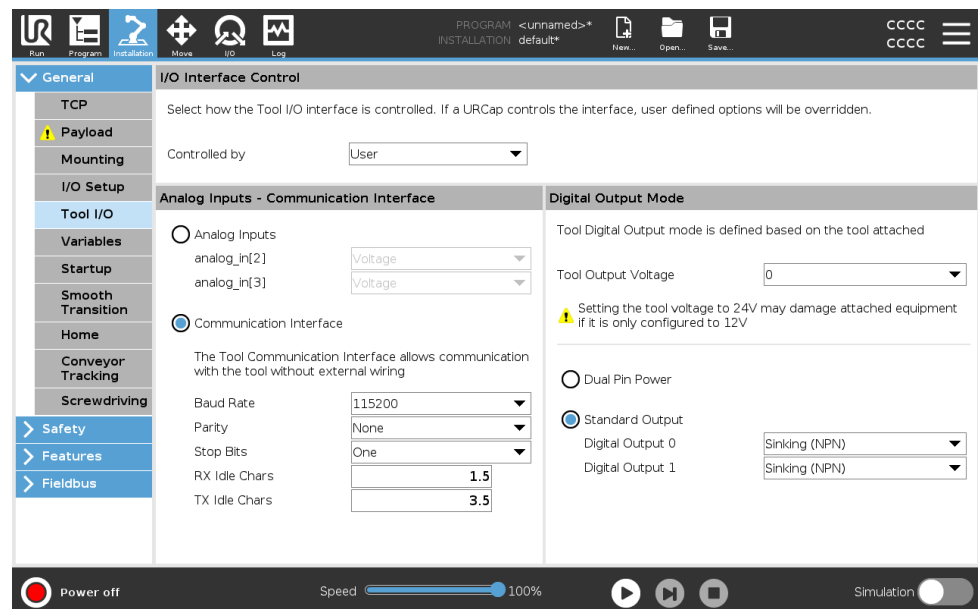 PROGRAM <unnamed>*
INSTALLATION default*
CCCC
CCCC
Run
Program
Installation
Move
I/O
Log
New...
Open...
Save...
General
TCP
Payload
Mounting
I/O Setup
Tool I/O
Variables
Startup
Smooth
Transition
Home
Conveyor
Tracking
Screwdriving
Safety
Features
Fieldbus
I/O Interface Control
Select how the Tool I/O interface is controlled. If a URCap controls the interface, user defined options will be overridden.
Controlled by User
Analog Inputs - Communication Interface
Analog Inputs
analog_in[2] Voltage
analog_in[3] Voltage
Communication Interface
The Tool Communication Interface allows communication
with the tool without external wiring
Baud Rate 115200
Parity None
Stop Bits One
RX Idle Chars 1.5
TX Idle Chars 3.5
Digital Output Mode
Tool Digital Output mode is defined based on the tool attached
Tool Output Voltage 0
Setting the tool voltage to 24V may damage attached equipment
if it is only configured to 12V
Dual Pin Power
Standard Output
Digital Output 0 Sinking (NPN)
Digital Output 1 Sinking (NPN)
Power off
Speed 100%
Simulation